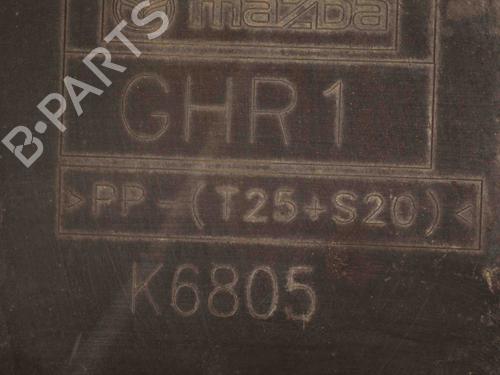 mazda
GHR1
>PP-(T25+S20)<
K6805
B·PARTS